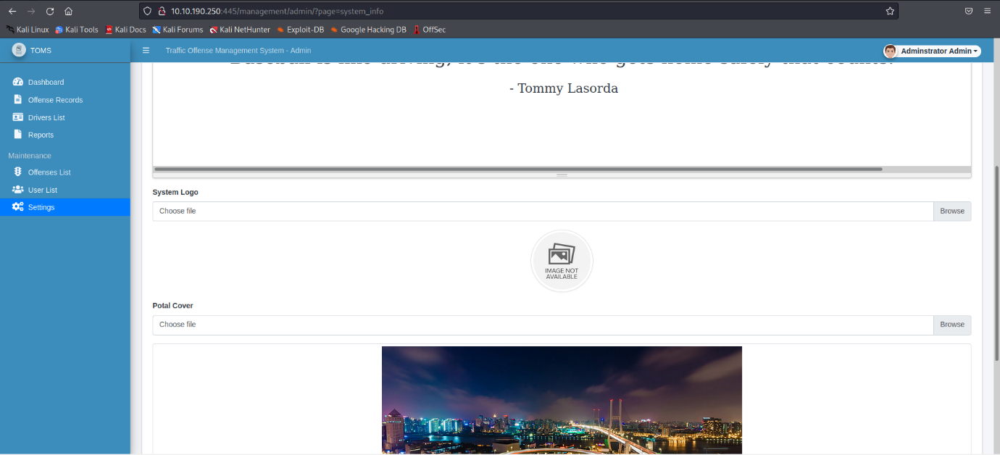 10.10.190.250:445/management/admin/?page=system_info
Kali Linux Kali Tools Kali Docs Kali Forums Kali NetHunter Exploit-DB Google Hacking DB OffSec
TOMS
Traffic Offense Management System - Admin
Adminstrator Admin
Dashboard
Offense Records
Drivers List
Reports
Maintenance
Offenses List
User List
Settings
- Tommy Lasorda
System Logo
Choose file Browse
IMAGE NOT
AVAILABLE
Potal Cover
Choose file Browse